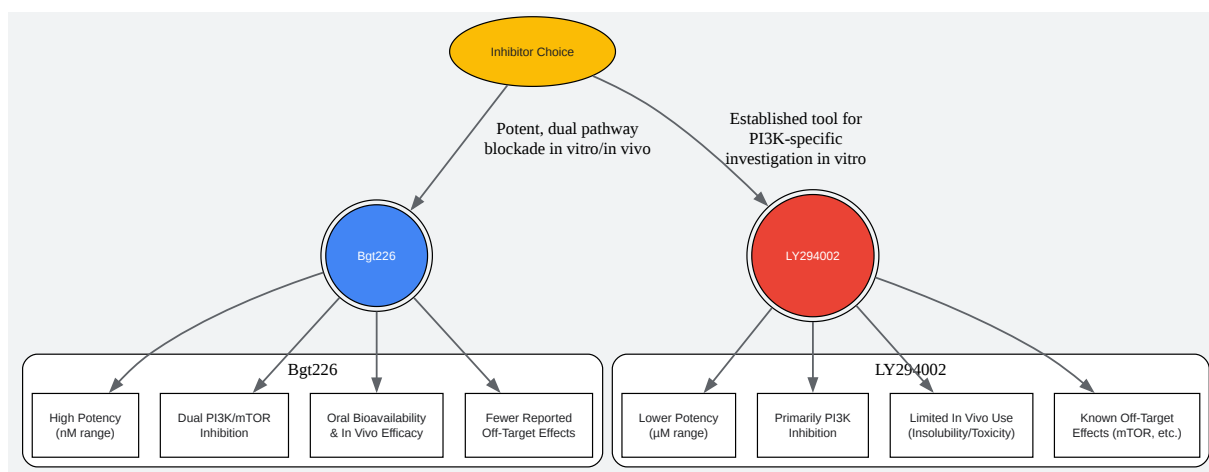 Inhibitor Choice
Potent, dual pathway
blockade in vitro/in vivo
Established tool for
PI3K-specific
investigation in vitro
Bgt226
LY294002
Bgt226
High Potency
(nM range)
Dual PI3K/mTOR
Inhibition
Oral Bioavailability
& In Vivo Efficacy
Fewer Reported
Off-Target Effects
LY294002
Lower Potency
(µM range)
Primarily PI3K
Inhibition
Limited In Vivo Use
(Insolubility/Toxicity)
Known Off-Target
Effects (mTOR, etc.)